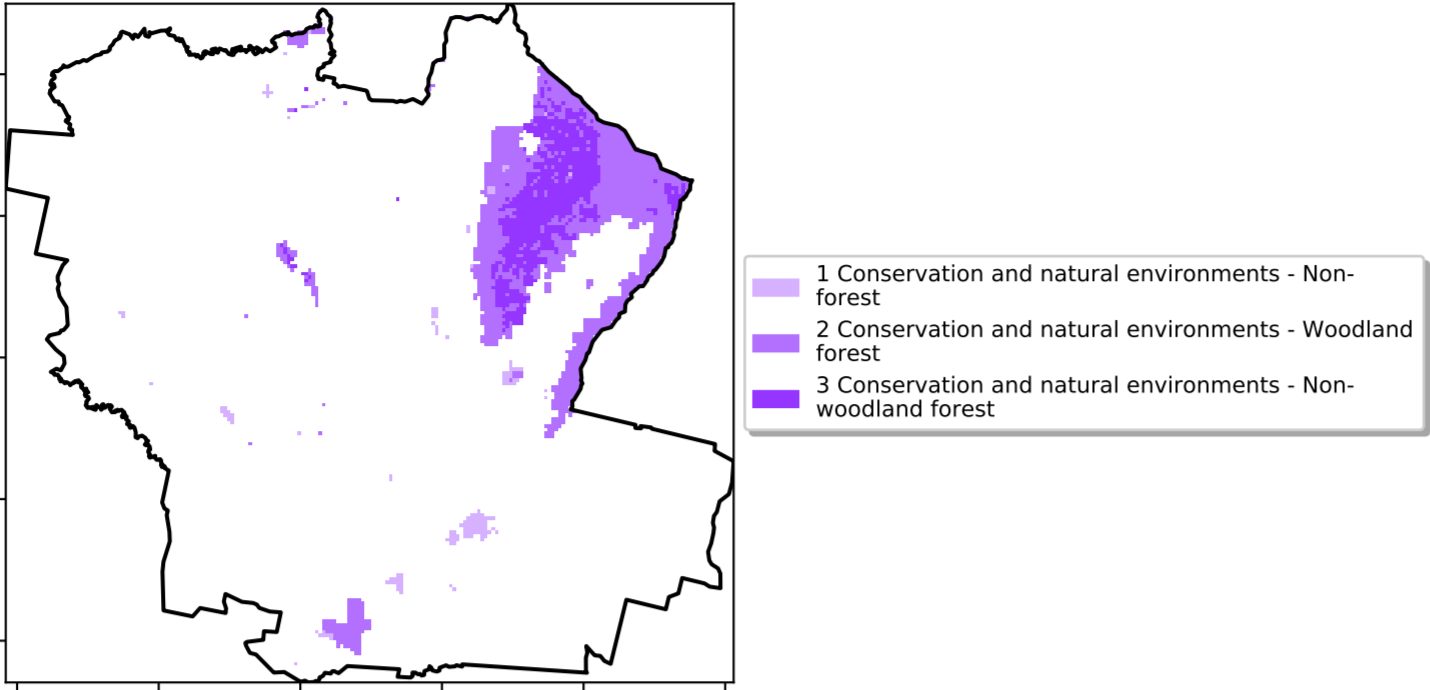 1 Conservation and natural environments - Non-
forest
2 Conservation and natural environments - Woodland
forest
3 Conservation and natural environments - Non-
woodland forest